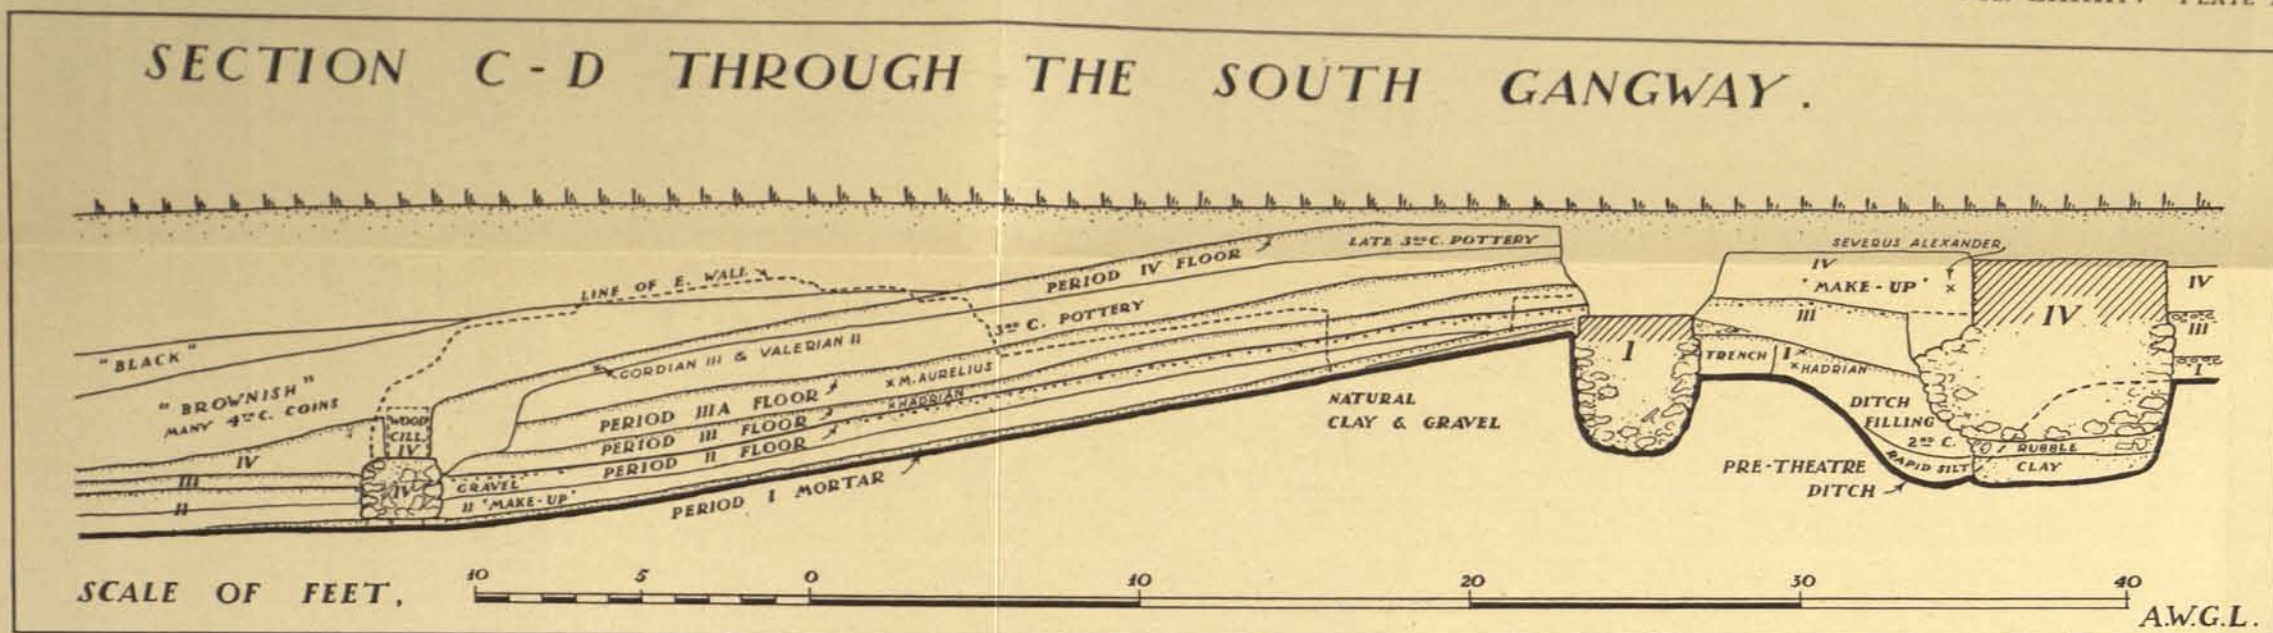 SECTION C-D THROUGH THE SOUTH GANGWAY.
LINE OF E. WALL
PERIOD IV FLOOR
LATE 3RD C. POTTERY
SEVERUS ALEXANDER
IV
'MAKE-UP'
×
III
IV
IV
III
I
"BLACK"
"BROWNISH"
MANY 4TH C. COINS
×GORDIAN III & VALERIAN II
3RD C. POTTERY
×M. AURELIUS
×HADRIAN
PERIOD IIIA FLOOR
PERIOD III FLOOR
PERIOD II FLOOR
I
TRENCH
I
×HADRIAN
WOOD
CILL
IV
IV
IV
III
II
GRAVEL
II 'MAKE-UP'
PERIOD I MORTAR
NATURAL
CLAY & GRAVEL
DITCH
FILLING
2ND C.
RAPID SILT
RUBBLE
CLAY
PRE-THEATRE
DITCH
SCALE OF FEET.
10 5 0 10 20 30 40
A.W.G.L.